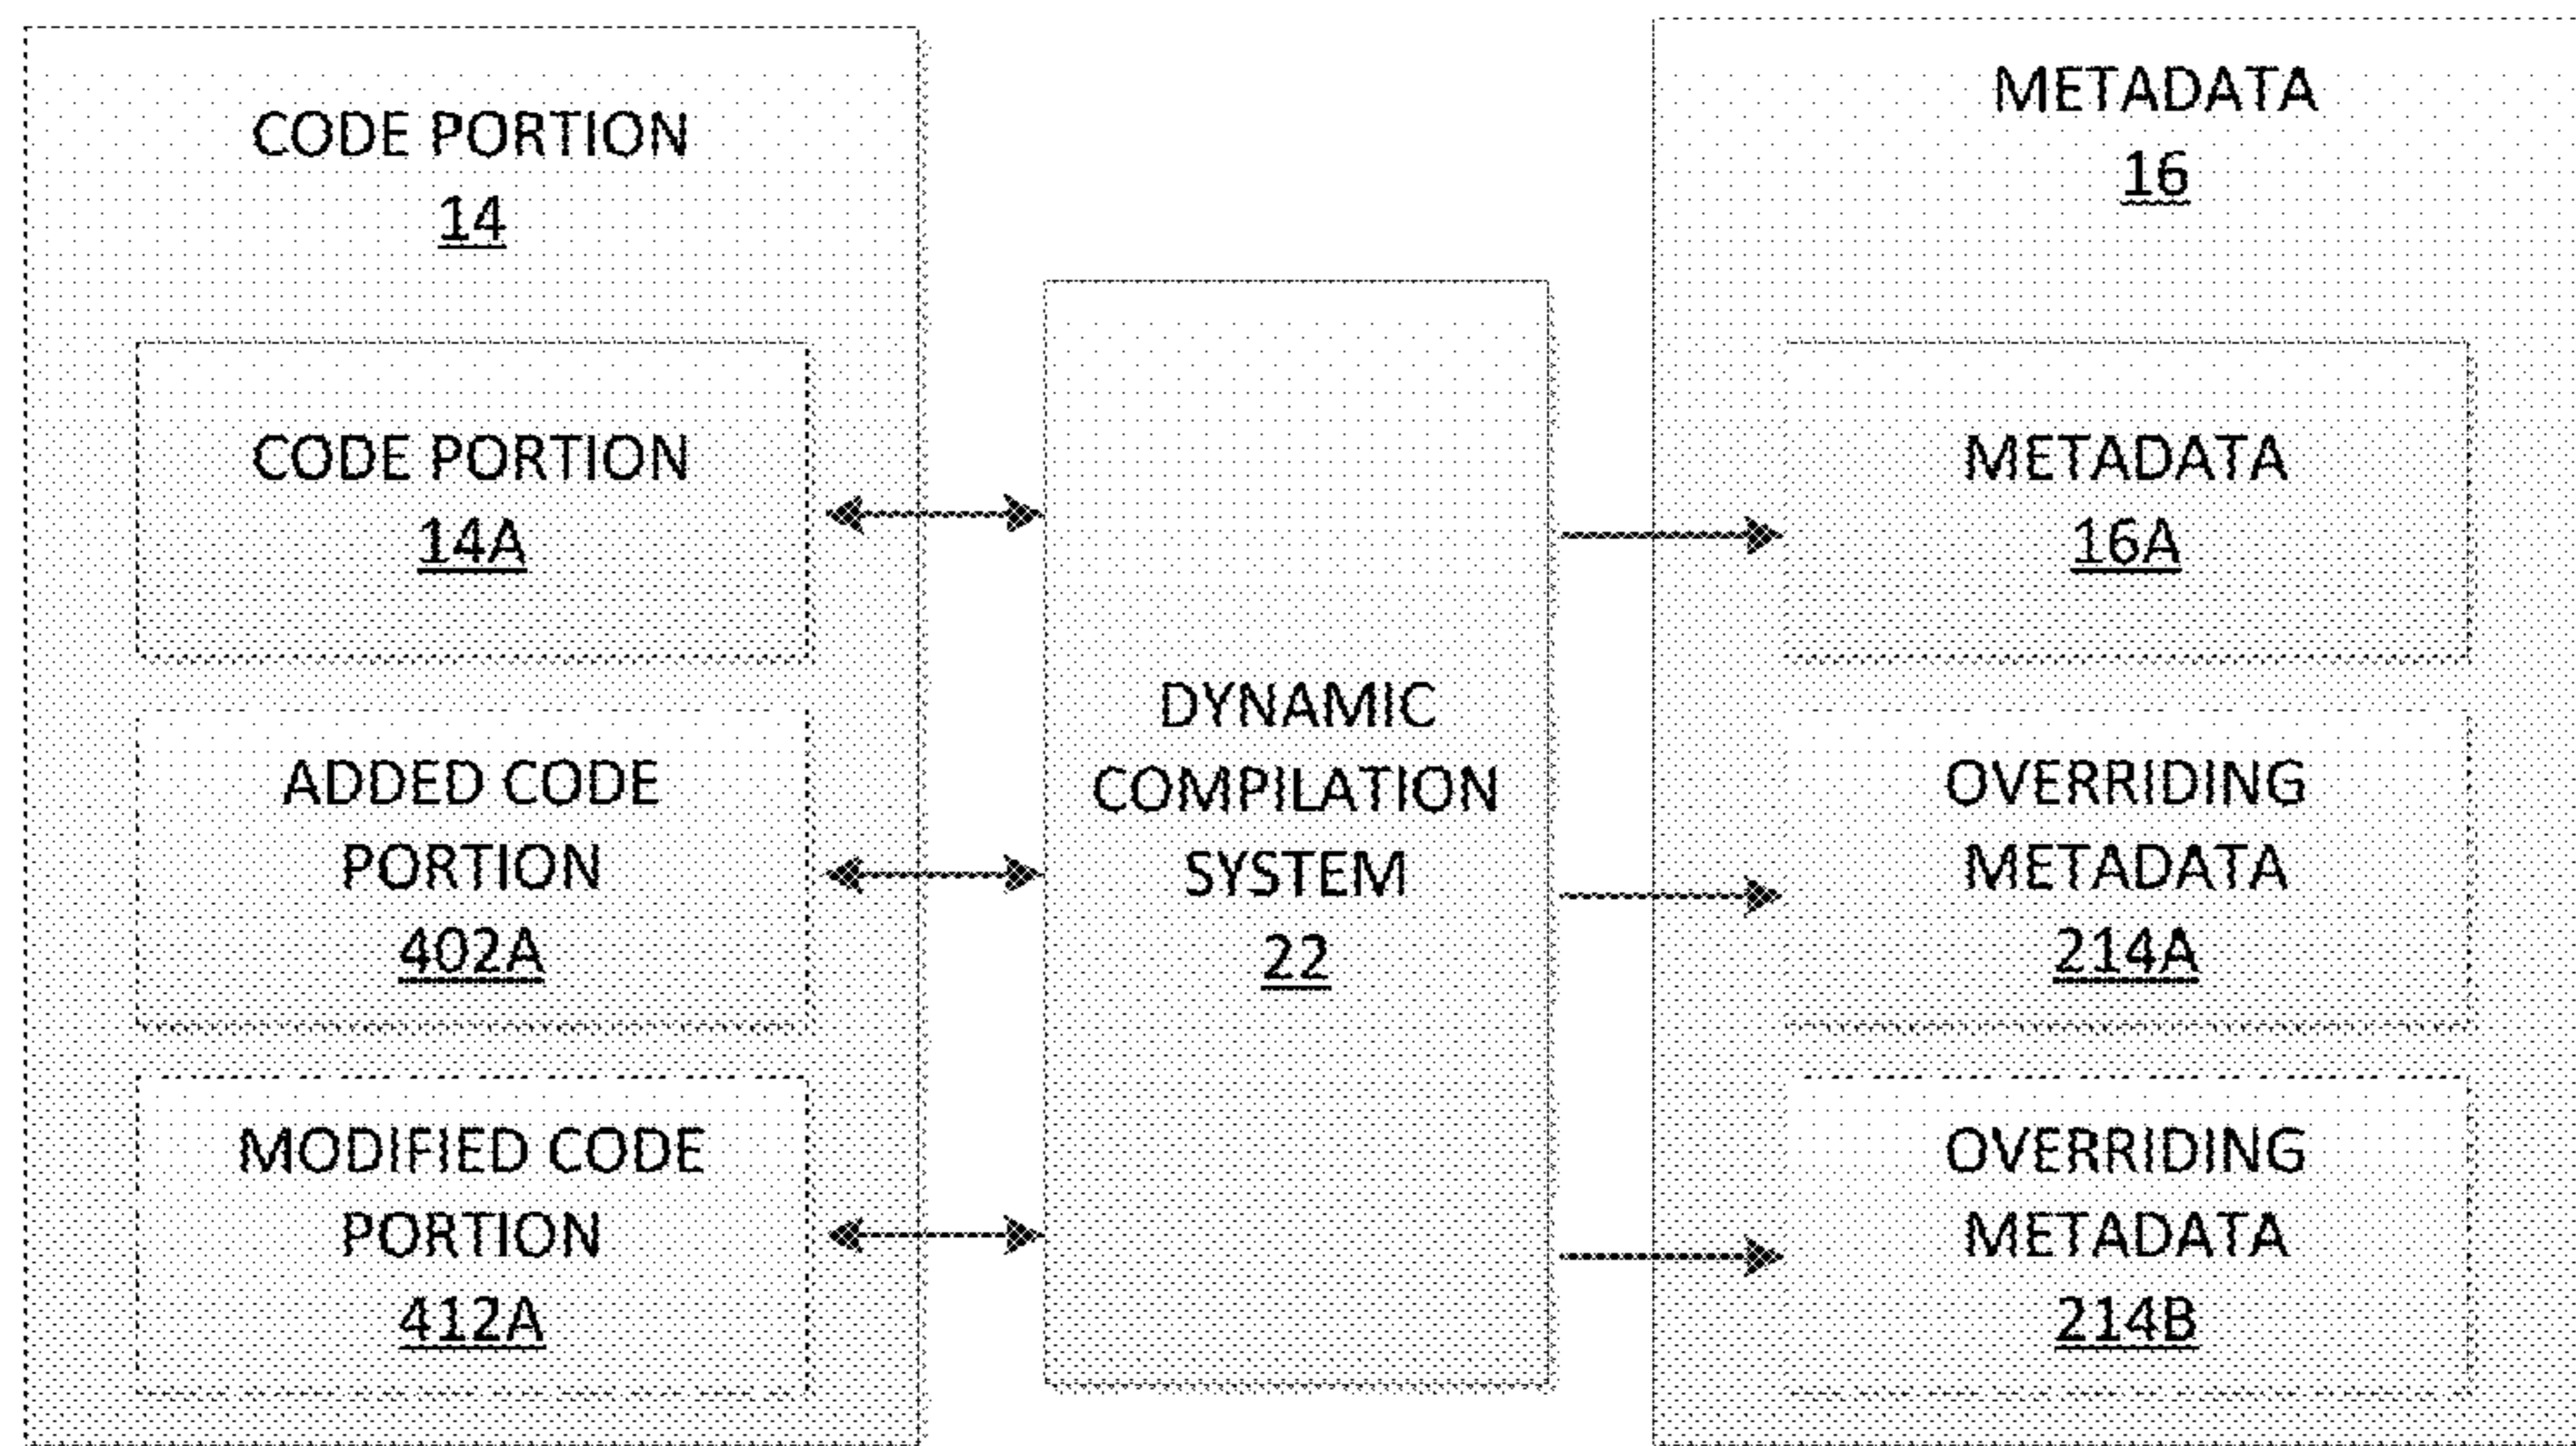 CODE PORTION
14
CODE PORTION
14A
ADDED CODE
PORTION
402A
MODIFIED CODE
PORTION
412A
DYNAMIC
COMPILATION
SYSTEM
22
METADATA
16
METADATA
16A
OVERRIDING
METADATA
214A
OVERRIDING
METADATA
214B